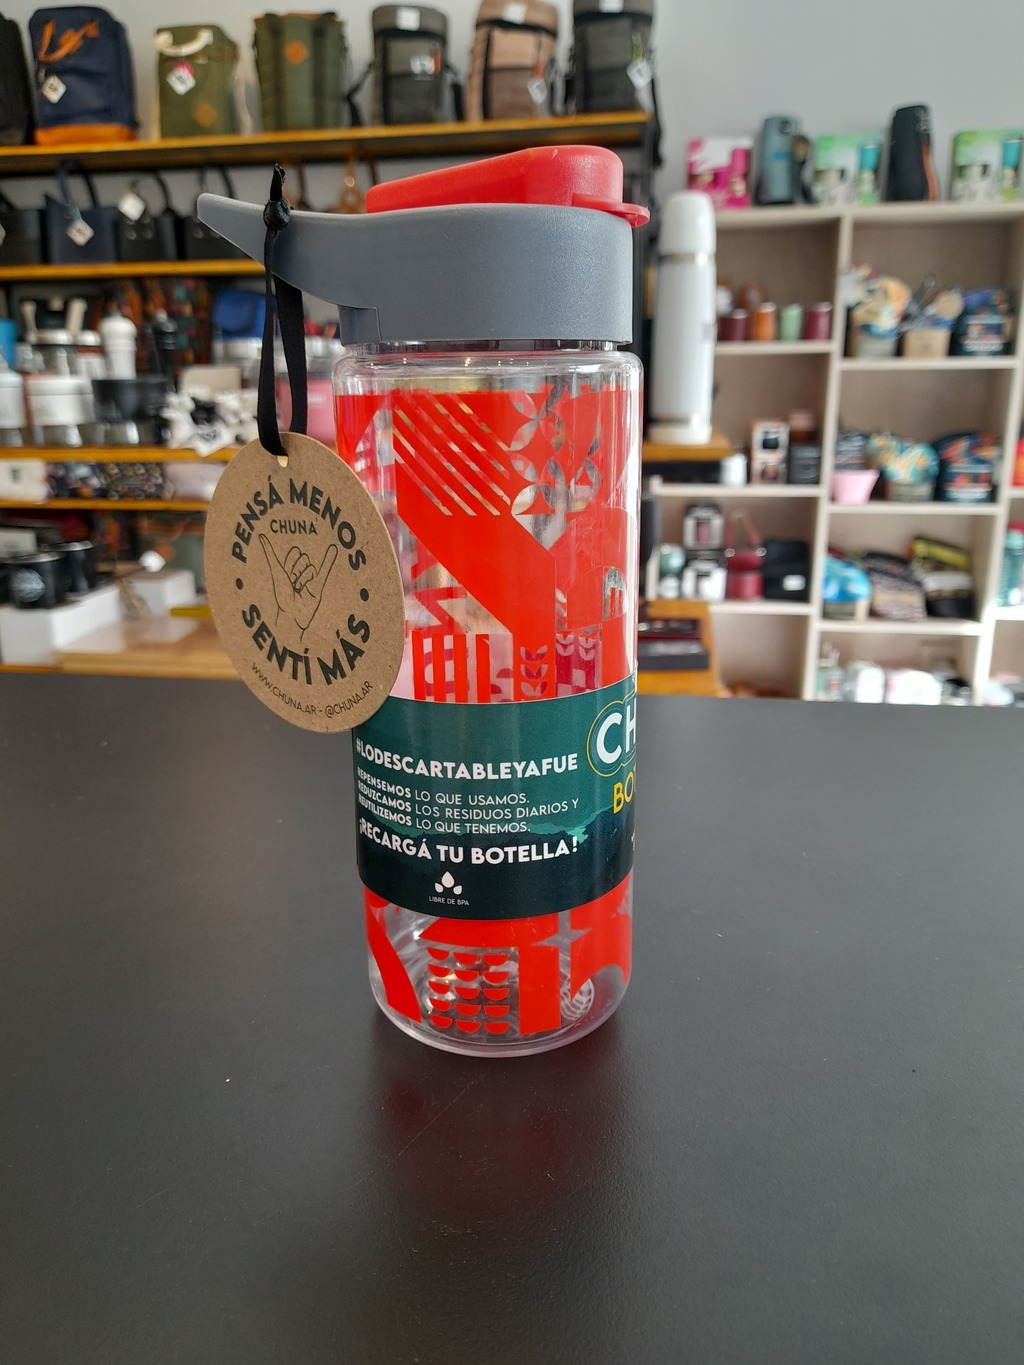 PENSÁ MENOS
CHUNA
SENTÍ MÁS
WWW.CHUNA.AR - @CHUNA.AR
#LODESCARTABLEYAFUE
REPENSEMOS LO QUE USAMOS.
REDUZCAMOS LOS RESIDUOS DIARIOS Y
REUTILIZEMOS LO QUE TENEMOS.
¡RECARGÁ TU BOTELLA!
LIBRE DE BPA
CH
BO